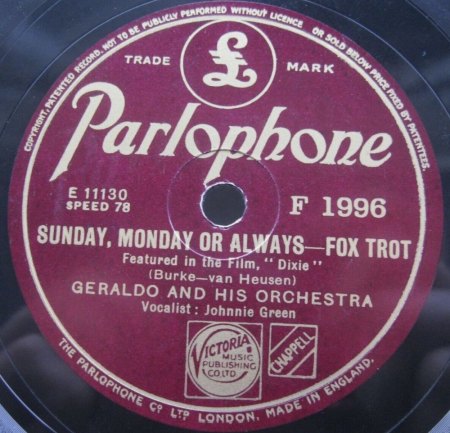 COPYRIGHT, PATENTED RECORD. NOT TO BE PUBLICLY PERFORMED WITHOUT LICENCE OR SOLD BELOW PRICE FIXED BY PATENTEES.
TRADE MARK
£
Parlophone
E 11130
SPEED 78
F 1996
SUNDAY, MONDAY OR ALWAYS—FOX TROT
Featured in the Film, "Dixie"
(Burke—van Heusen)
GERALDO AND HIS ORCHESTRA
Vocalist: Johnnie Green
VICTORIA
MUSIC
PUBLISHING
CO. LTD.
CHAPPELL
THE PARLOPHONE Co LTD LONDON. MADE IN ENGLAND.